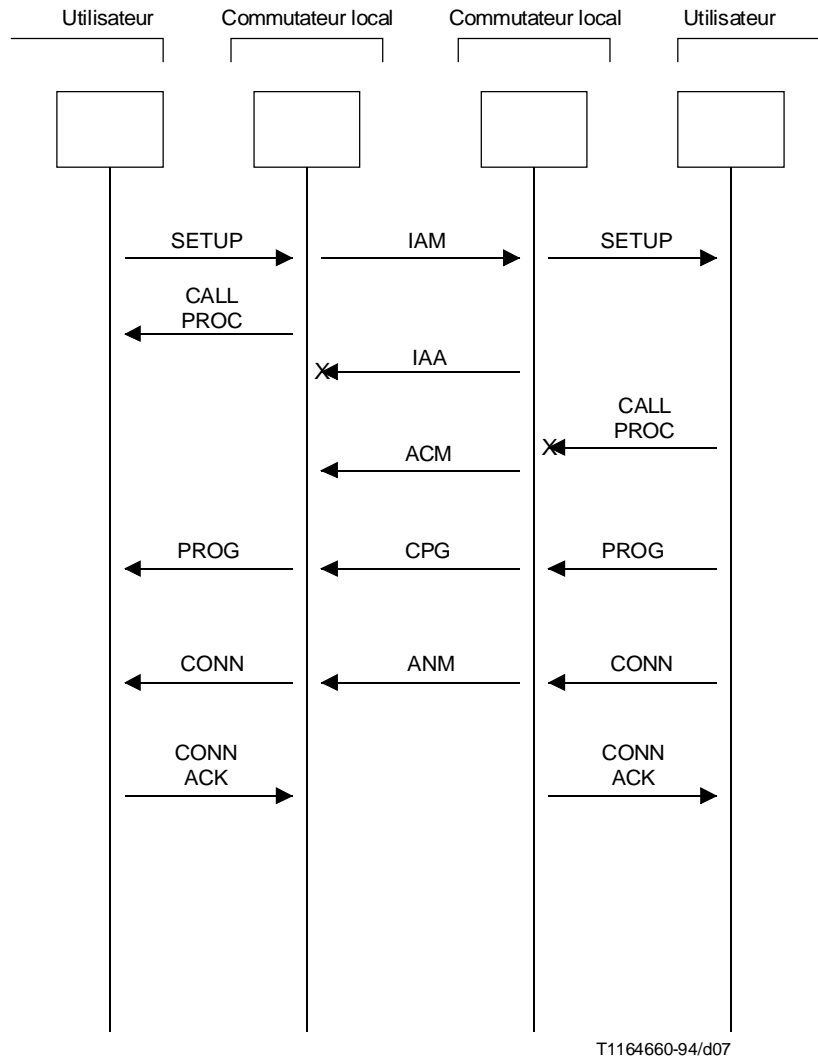 Utilisateur Commutateur local Commutateur local Utilisateur
SETUP IAM SETUP
CALL
PROC
X IAA
CALL
PROC
X
ACM
PROG CPG PROG
CONN ANM CONN
CONN CONN
ACK ACK
T1164660-94/d07